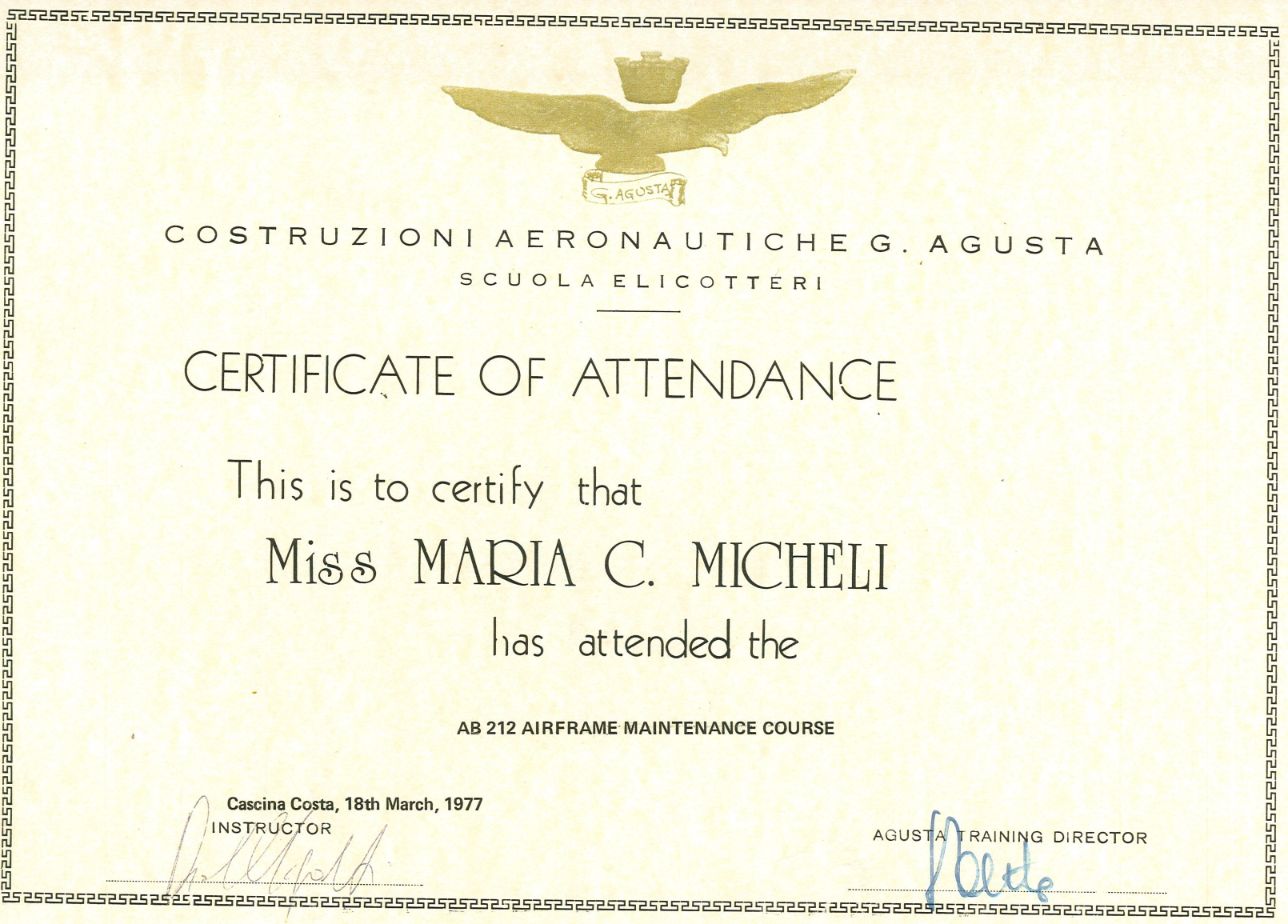 G. AGUSTA
COSTRUZIONI AERONAUTICHE G. AGUSTA
SCUOLA ELICOTTERI
CERTIFICATE OF ATTENDANCE
This is to certify that
Miss MARIA C. MICHELI
has attended the
AB 212 AIRFRAME MAINTENANCE COURSE
Cascina Costa, 18th March, 1977
INSTRUCTOR
AGUSTA TRAINING DIRECTOR